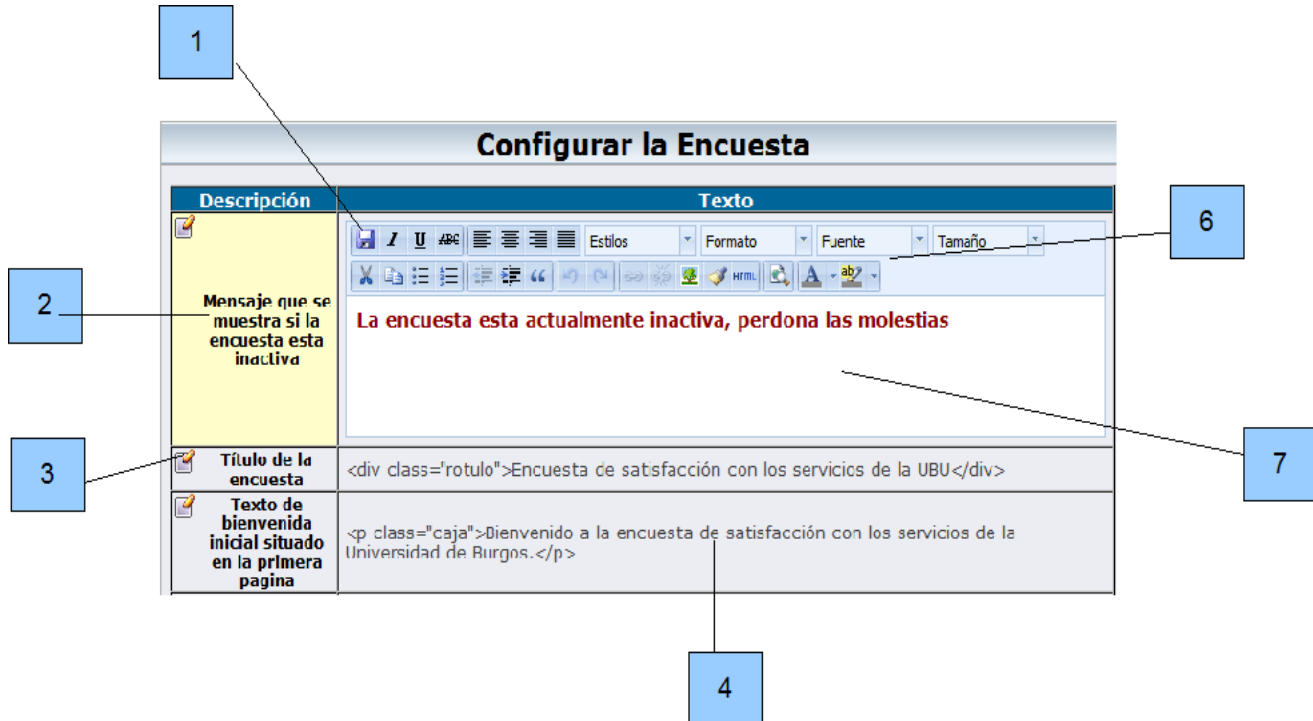 1
Configurar la Encuesta
Descripción
Texto
I U ABC Estilos Formato Fuente Tamaño
HTML A ab
6
2
Mensaje que se
muestra si la
encuesta esta
inactiva
La encuesta esta actualmente inactiva, perdona las molestias
7
3
Título de la
encuesta
<div class="rotulo">Encuesta de satisfacción con los servicios de la UBU</div>
Texto de
bienvenida
inicial situado
en la primera
pagina
<p class="caja">Bienvenido a la encuesta de satisfacción con los servicios de la
Universidad de Burgos.</p>
4